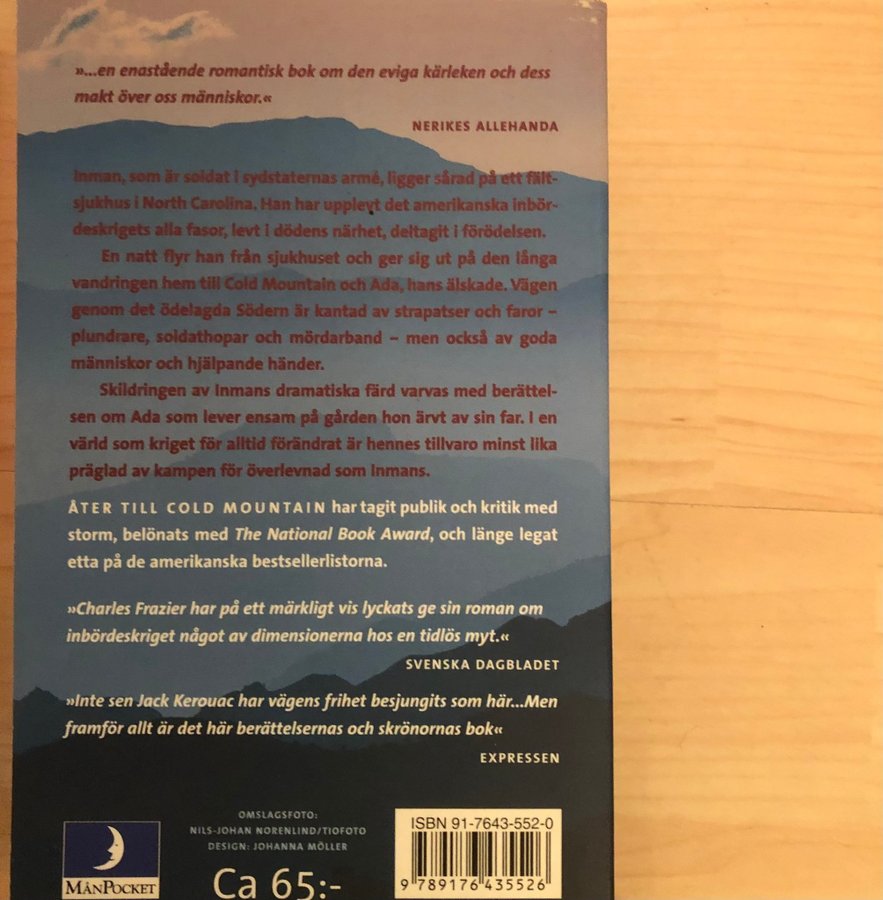 »...en enastående romantisk bok om den eviga kärleken och dess
makt över oss människor.«
NERIKES ALLEHANDA
Inman, som är soldat i sydstaternas armé, ligger sårad på ett fält-
sjukhus i North Carolina. Han har upplevt det amerikanska inbör-
deskrigets alla fasor, levt i dödens närhet, deltagit i förödelsen.
En natt flyr han från sjukhuset och ger sig ut på den långa
vandringen hem till Cold Mountain och Ada, hans älskade. Vägen
genom det ödelagda Södern är kantad av strapatser och faror –
plundrare, soldathopar och mördarband – men också av goda
människor och hjälpande händer.
Skildringen av Inmans dramatiska färd varvas med berättel-
sen om Ada som lever ensam på gården hon ärvt av sin far. I en
värld som kriget för alltid förändrat är hennes tillvaro minst lika
präglad av kampen för överlevnad som Inmans.
ÅTER TILL COLD MOUNTAIN har tagit publik och kritik med
storm, belönats med The National Book Award, och länge legat
etta på de amerikanska bestsellerlistorna.
»Charles Frazier har på ett märkligt vis lyckats ge sin roman om
inbördeskriget något av dimensionerna hos en tidlös myt.«
SVENSKA DAGBLADET
»Inte sen Jack Kerouac har vägens frihet besjungits som här...Men
framför allt är det här berättelsernas och skrönornas bok«
EXPRESSEN
OMSLAGSFOTO:
NILS-JOHAN NORENLIND/TIOFOTO
DESIGN: JOHANNA MÖLLER
Ca 65:-
MÅNPOCKET
ISBN 91-7643-552-0
9 789176 435526